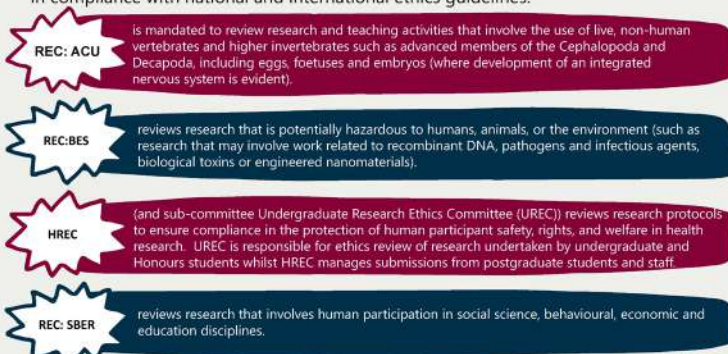 in compliance with national and international ethics guidelines.
REC: ACU
is mandated to review research and teaching activities that involve the use of live, non-human
vertebrates and higher invertebrates such as advanced members of the Cephalopoda and
Decapoda, including eggs, foetuses and embryos (where development of an integrated
nervous system is evident).
REC:BES
reviews research that is potentially hazardous to humans, animals, or the environment (such as
research that may involve work related to recombinant DNA, pathogens and infectious agents,
biological toxins or engineered nanomaterials).
HREC
(and sub-committee Undergraduate Research Ethics Committee (UREC)) reviews research protocols
to ensure compliance in the protection of human participant safety, rights, and welfare in health
research. UREC is responsible for ethics review of research undertaken by undergraduate and
Honours students whilst HREC manages submissions from postgraduate students and staff.
REC: SBER
reviews research that involves human participation in social science, behavioural, economic and
education disciplines.